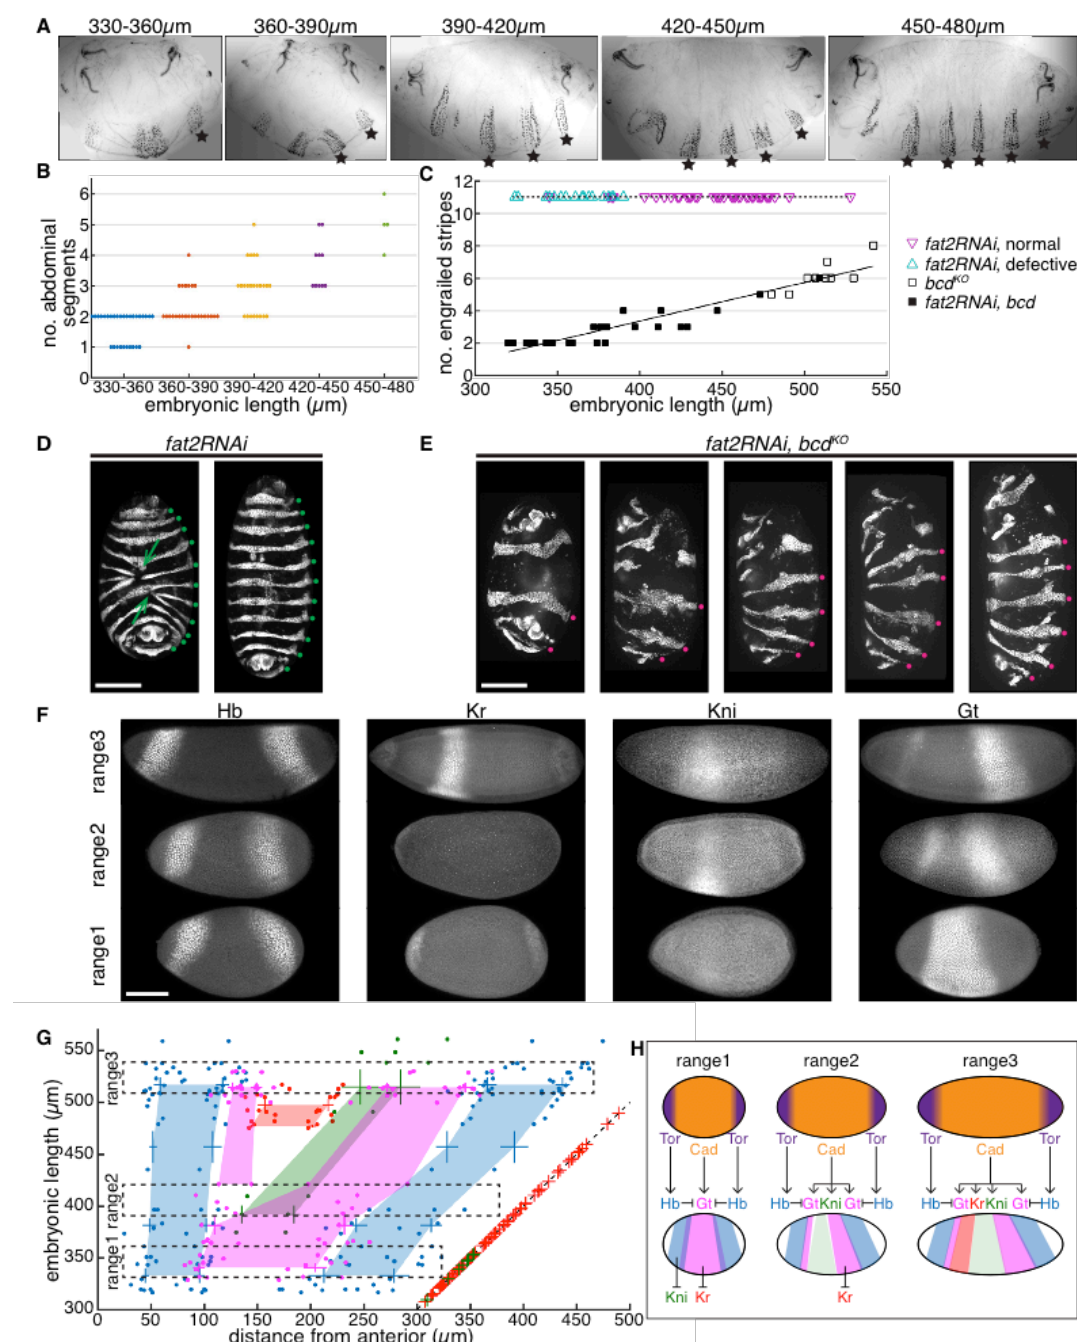 A
330-360µm
360-390µm
390-420µm
420-450µm
450-480µm
B
no. abdominal
segments
6
5
4
3
2
1
0
330-360
360-390
390-420
420-450
450-480
embryonic length (µm)
C
no. engrailed stripes
12
10
8
6
4
2
0
300
350
400
450
500
550
embryonic length (µm)
fat2RNAi, normal
fat2RNAi, defective
bcdKO
fat2RNAi, bcd
D
fat2RNAi
E
fat2RNAi, bcdKO
F
Hb
Kr
Kni
Gt
range3
range2
range1
G
embryonic length (µm)
550
500
450
400
350
300
range3
range2
range1
0
50
100
150
200
250
300
350
400
450
500
distance from anterior (µm)
H
range1
range2
range3
Tor
Tor
Cad
Tor
Tor
Cad
Tor
Tor
Cad
Hb
Gt
Hb
Hb
Gt
Kni
Gt
Hb
Hb
Gt
Kr
Kni
Gt
Hb
Kni
Kr
Kr